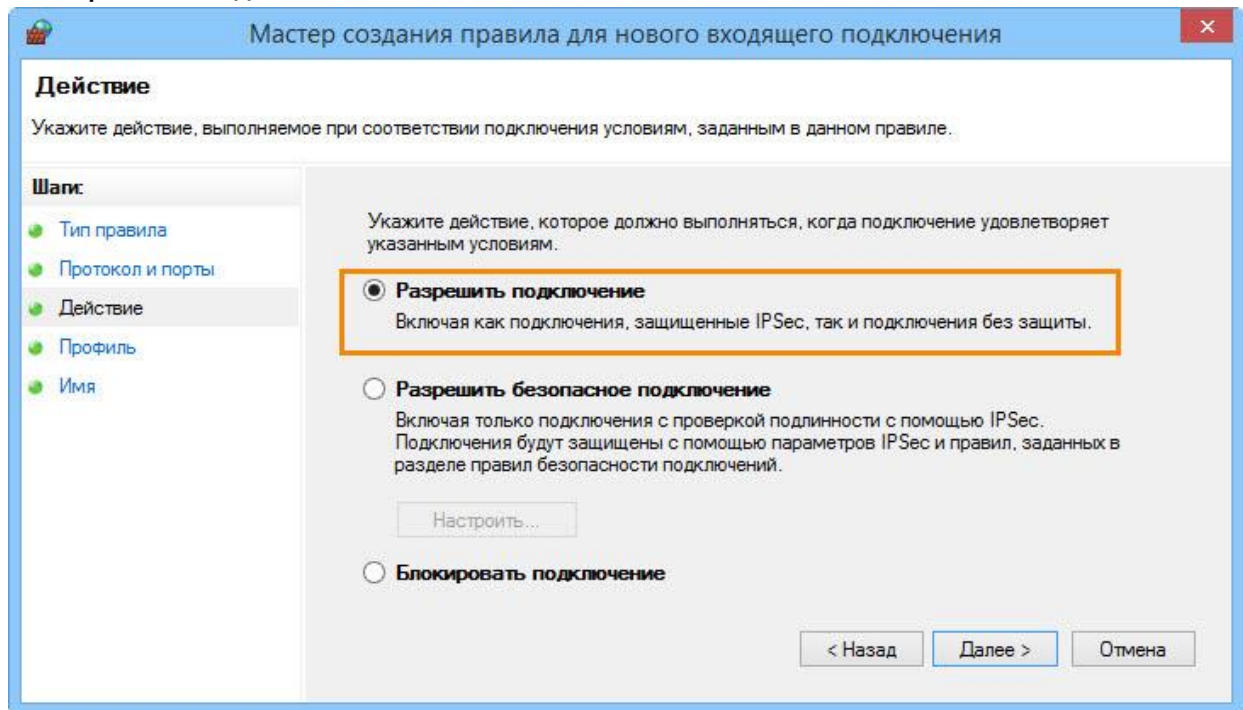 Мастер создания правила для нового входящего подключения
Действие
Укажите действие, выполняемое при соответствии подключения условиям, заданным в данном правиле.
Шаги:
Тип правила
Протокол и порты
Действие
Профиль
Имя
Укажите действие, которое должно выполняться, когда подключение удовлетворяет
указанным условиям.
Разрешить подключение
Включая как подключения, защищенные IPSec, так и подключения без защиты.
Разрешить безопасное подключение
Включая только подключения с проверкой подлинности с помощью IPSec.
Подключения будут защищены с помощью параметров IPSec и правил, заданных в
разделе правил безопасности подключений.
Настроить...
Блокировать подключение
< Назад
Далее >
Отмена